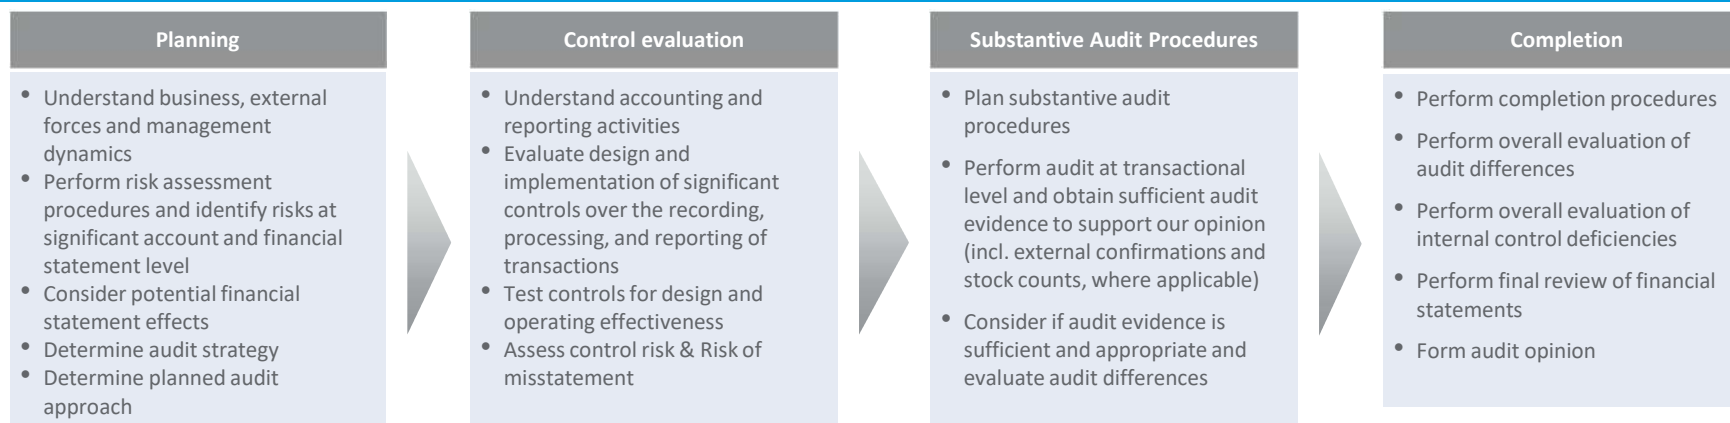 Planning
• Understand business, external
forces and management
dynamics
• Perform risk assessment
procedures and identify risks at
significant account and financial
statement level
• Consider potential financial
statement effects
• Determine audit strategy
• Determine planned audit
approach
Control evaluation
• Understand accounting and
reporting activities
• Evaluate design and
implementation of significant
controls over the recording,
processing, and reporting of
transactions
• Test controls for design and
operating effectiveness
• Assess control risk & Risk of
misstatement
Substantive Audit Procedures
• Plan substantive audit
procedures
• Perform audit at transactional
level and obtain sufficient audit
evidence to support our opinion
(incl. external confirmations and
stock counts, where applicable)
• Consider if audit evidence is
sufficient and appropriate and
evaluate audit differences
Completion
• Perform completion procedures
• Perform overall evaluation of
audit differences
• Perform overall evaluation of
internal control deficiencies
• Perform final review of financial
statements
• Form audit opinion